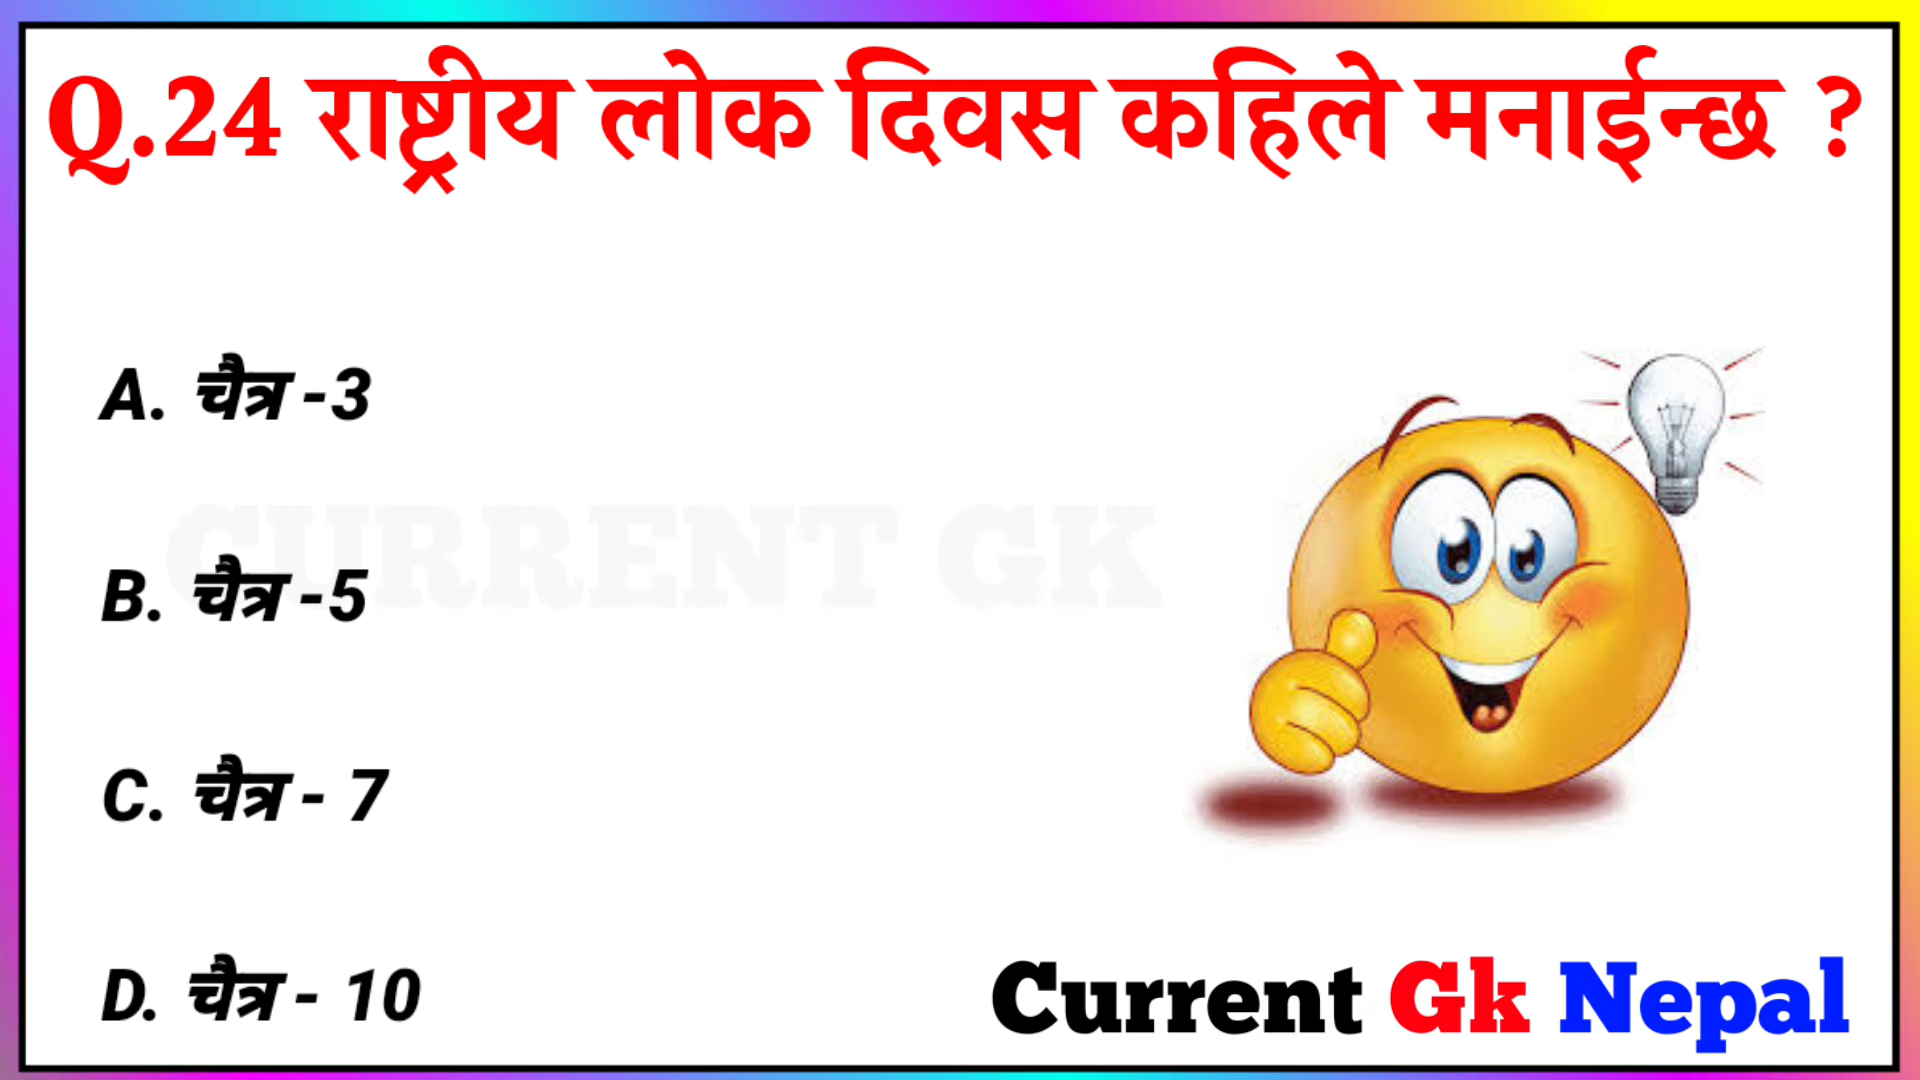 Q.24 राष्ट्रीय लोक दिवस कहिले मनाईन्छ ?
A. चैत्र -3
CURRENT GK
B. चैत्र -5
C. चैत्र - 7
D. चैत्र - 10
Current Gk Nepal